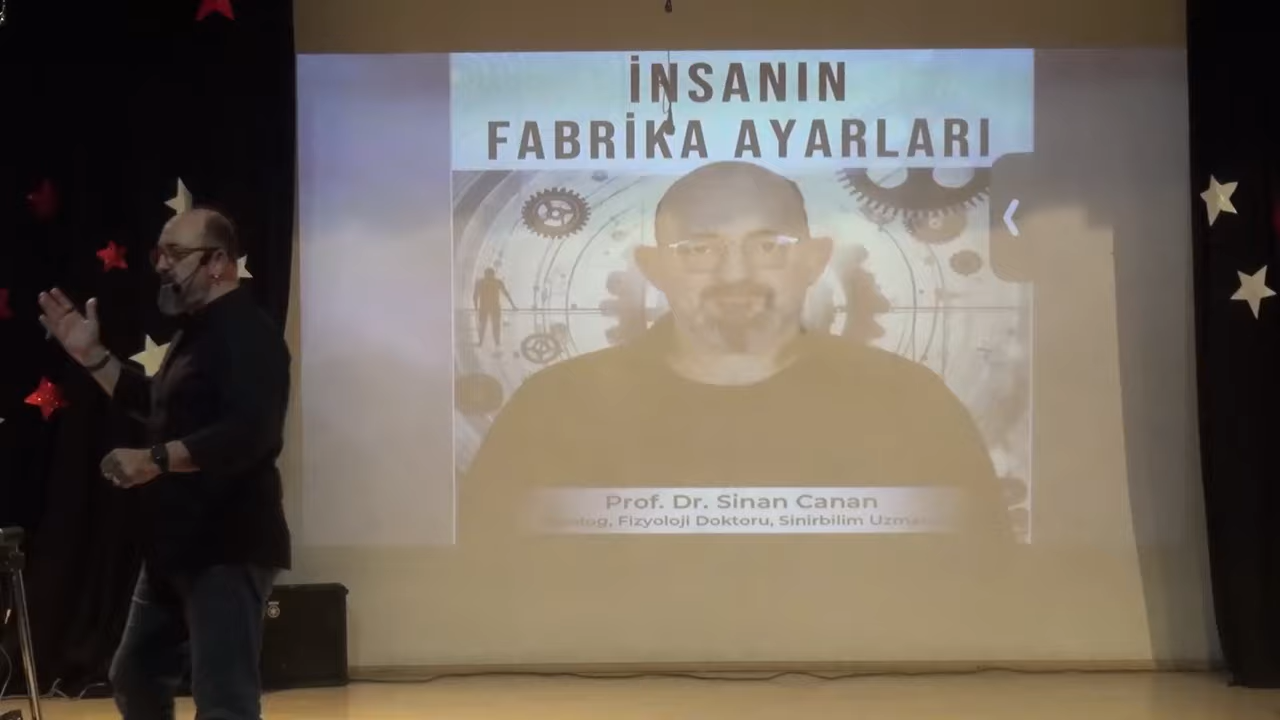 İNSANIN
FABRİKA AYARLARI
Prof. Dr. Sinan Canan
Fizyoloji Doktoru, Sinirbilim